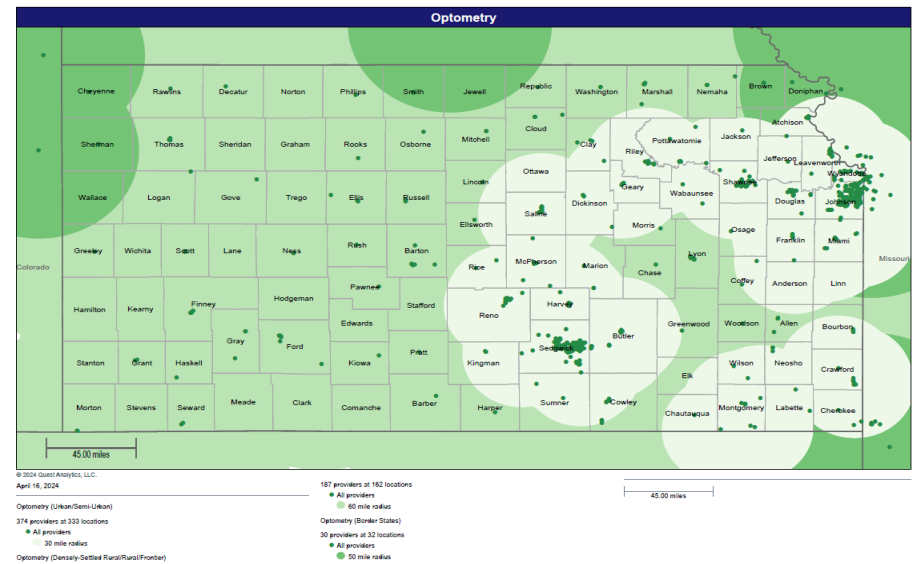 Optometry
Cheyenne Rawlins Decatur Norton Phillips Smith Jewell Republic Washington Marshall Nemaha Brown Doniphan
Atchison
Sherman Thomas Sheridan Graham Rooks Osborne Mitchell Cloud Clay Riley Pottawatomie Jackson Jefferson Leavenworth
Wyandotte
Wallace Logan Gove Trego Ellis Russell Lincoln Ottawa Dickinson Geary Wabaunsee Shawnee Douglas Johnson
Saline
Ellsworth Morris Osage Franklin Miami
Greeley Wichita Scott Lane Ness Rush Barton Rice McPherson Marion Chase Lyon
Colorado Missouri
Hamilton Kearny Finney Hodgeman Pawnee Stafford Reno Harvey Coffey Anderson Linn
Gray Ford Edwards Butler Greenwood Woodson Allen Bourbon
Stanton Grant Haskell Kiowa Pratt Kingman Sedgwick Elk Wilson Neosho Crawford
Morton Stevens Seward Meade Clark Comanche Barber Harper Sumner Cowley Chautauqua Montgomery Labette Cherokee
45.00 miles
© 2024 Quest Analytics, LLC.
April 16, 2024
Optometry (Urban/Semi-Urban)
374 providers at 333 locations
All providers
30 mile radius
Optometry (Densely-Settled Rural/Rural/Frontier)
187 providers at 162 locations
All providers
60 mile radius
Optometry (Border States)
30 providers at 32 locations
All providers
50 mile radius
45.00 miles